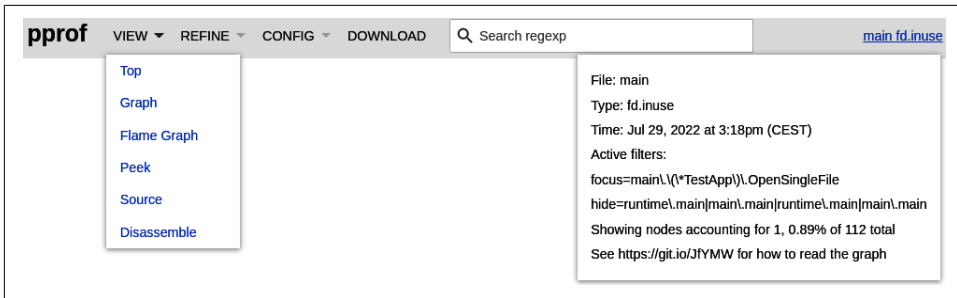 pprof VIEW REFINE CONFIG DOWNLOAD Search regexp main fd.inuse
Top
Graph
Flame Graph
Peek
Source
Disassemble
File: main
Type: fd.inuse
Time: Jul 29, 2022 at 3:18pm (CEST)
Active filters:
focus=main\.\(\*TestApp\)\.OpenSingleFile
hide=runtime\.main|main\.main|runtime\.main|main\.main
Showing nodes accounting for 1, 0.89% of 112 total
See https://git.io/JfYMW for how to read the graph